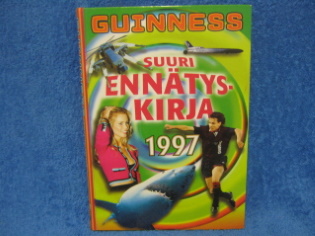 GUINNESS
SUURI
ENNÄTYS-
KIRJA
1997